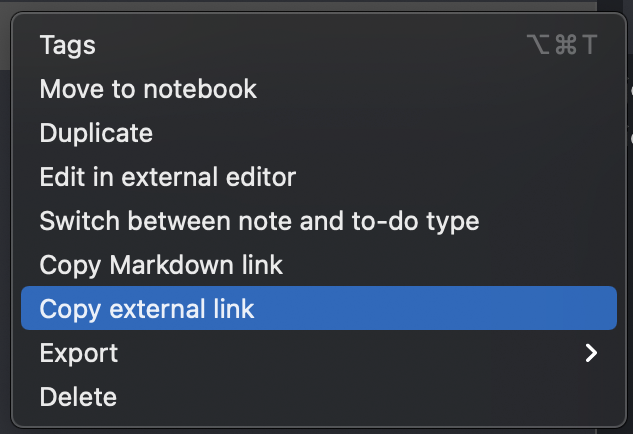 Tags ⌥⌘T
Move to notebook
Duplicate
Edit in external editor
Switch between note and to-do type
Copy Markdown link
Copy external link
Export
Delete